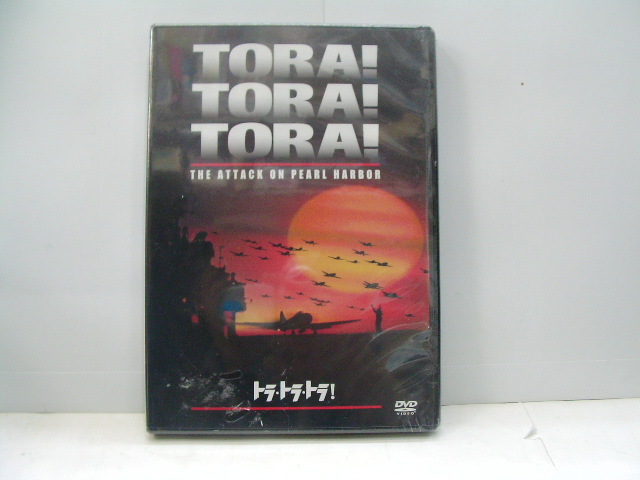 TORA!
TORA!
TORA!
THE ATTACK ON PEARL HARBOR
トラ・トラ・トラ!
DVD
VIDEO